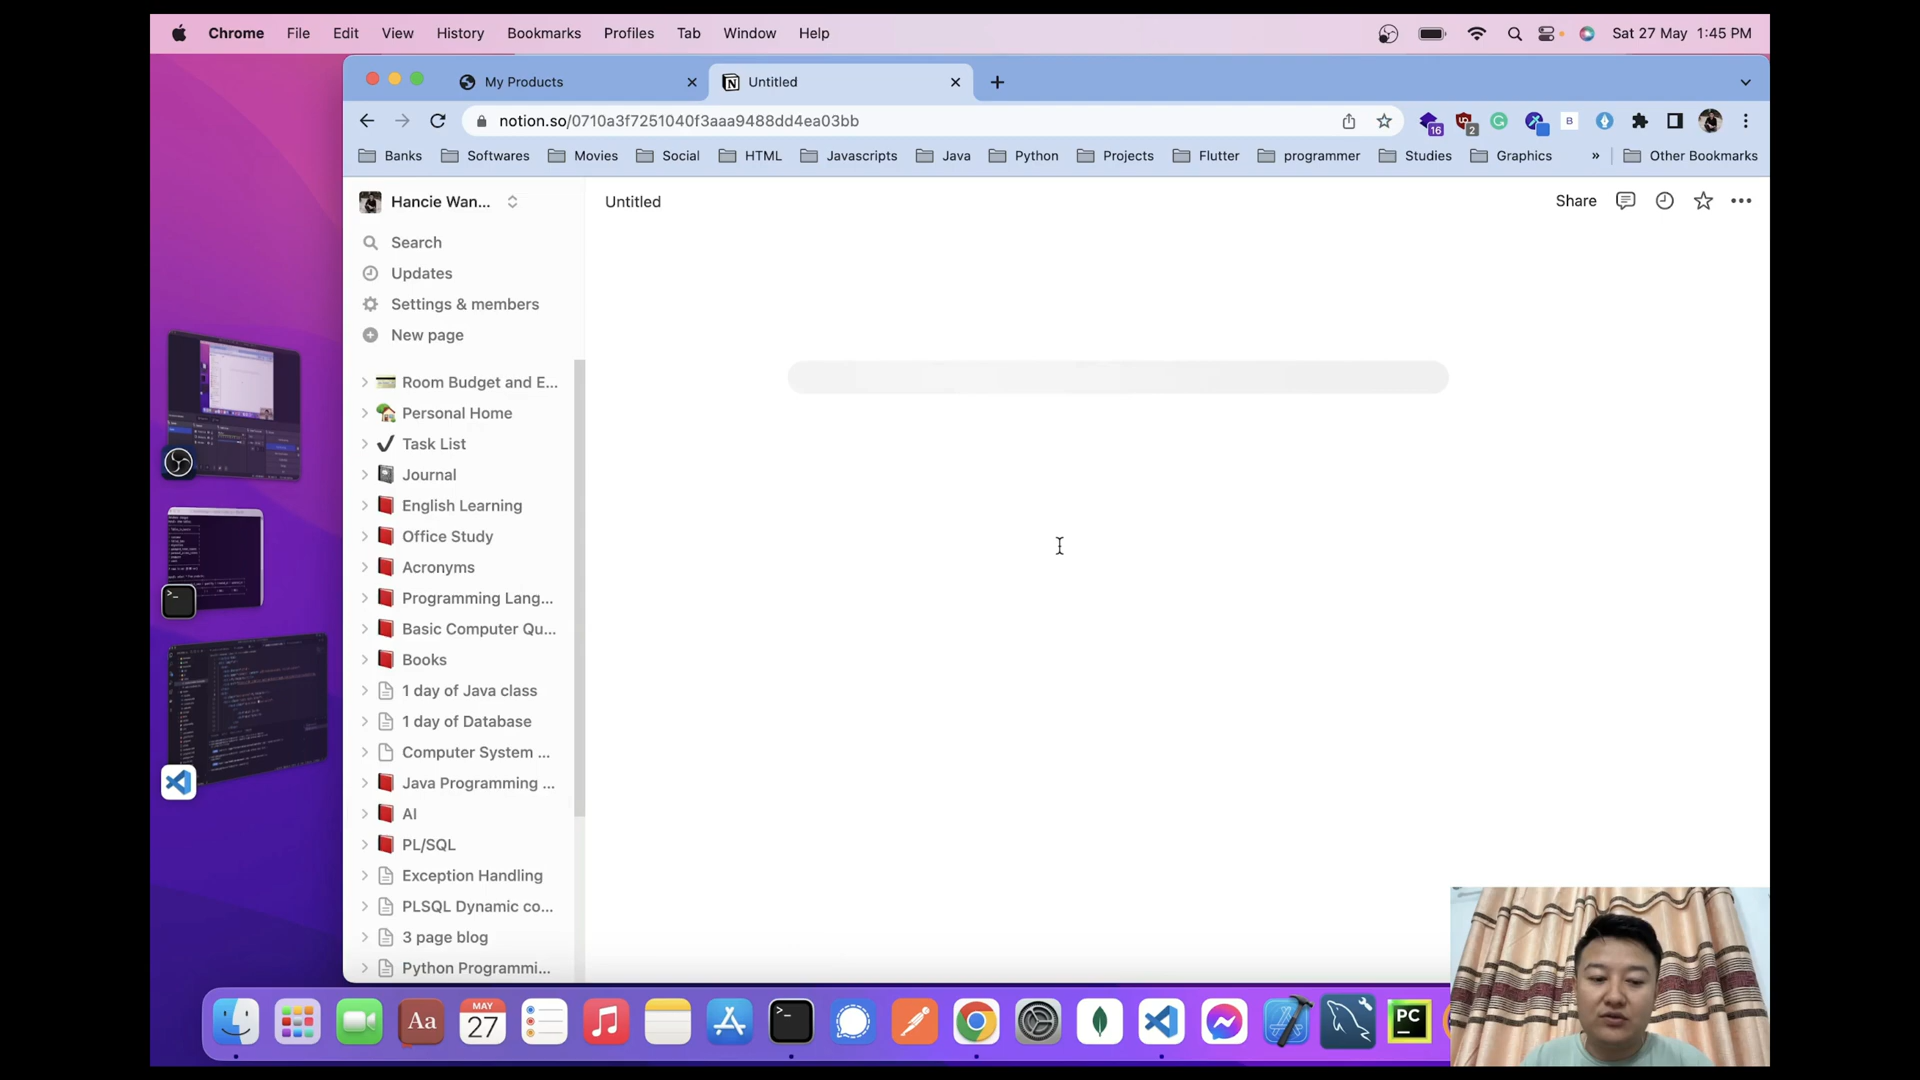 Chrome File Edit View History Bookmarks Profiles Tab Window Help Sat 27 May 1:45 PM
My Products Untitled
notion.so/0710a3f7251040f3aaa9488dd4ea03bb 16 2 B
Banks Softwares Movies Social HTML Javascripts Java Python Projects Flutter programmer Studies Graphics » Other Bookmarks
Hancie Wan... Untitled Share
Search
Updates
Settings & members
New page
Room Budget and E...
Personal Home
Task List
Journal
English Learning
Office Study
Acronyms
Programming Lang...
Basic Computer Qu...
Books
1 day of Java class
1 day of Database
Computer System ...
Java Programming ...
AI
PL/SQL
Exception Handling
PLSQL Dynamic co...
3 page blog
Python Programmi...
Aa MAY 27 PC